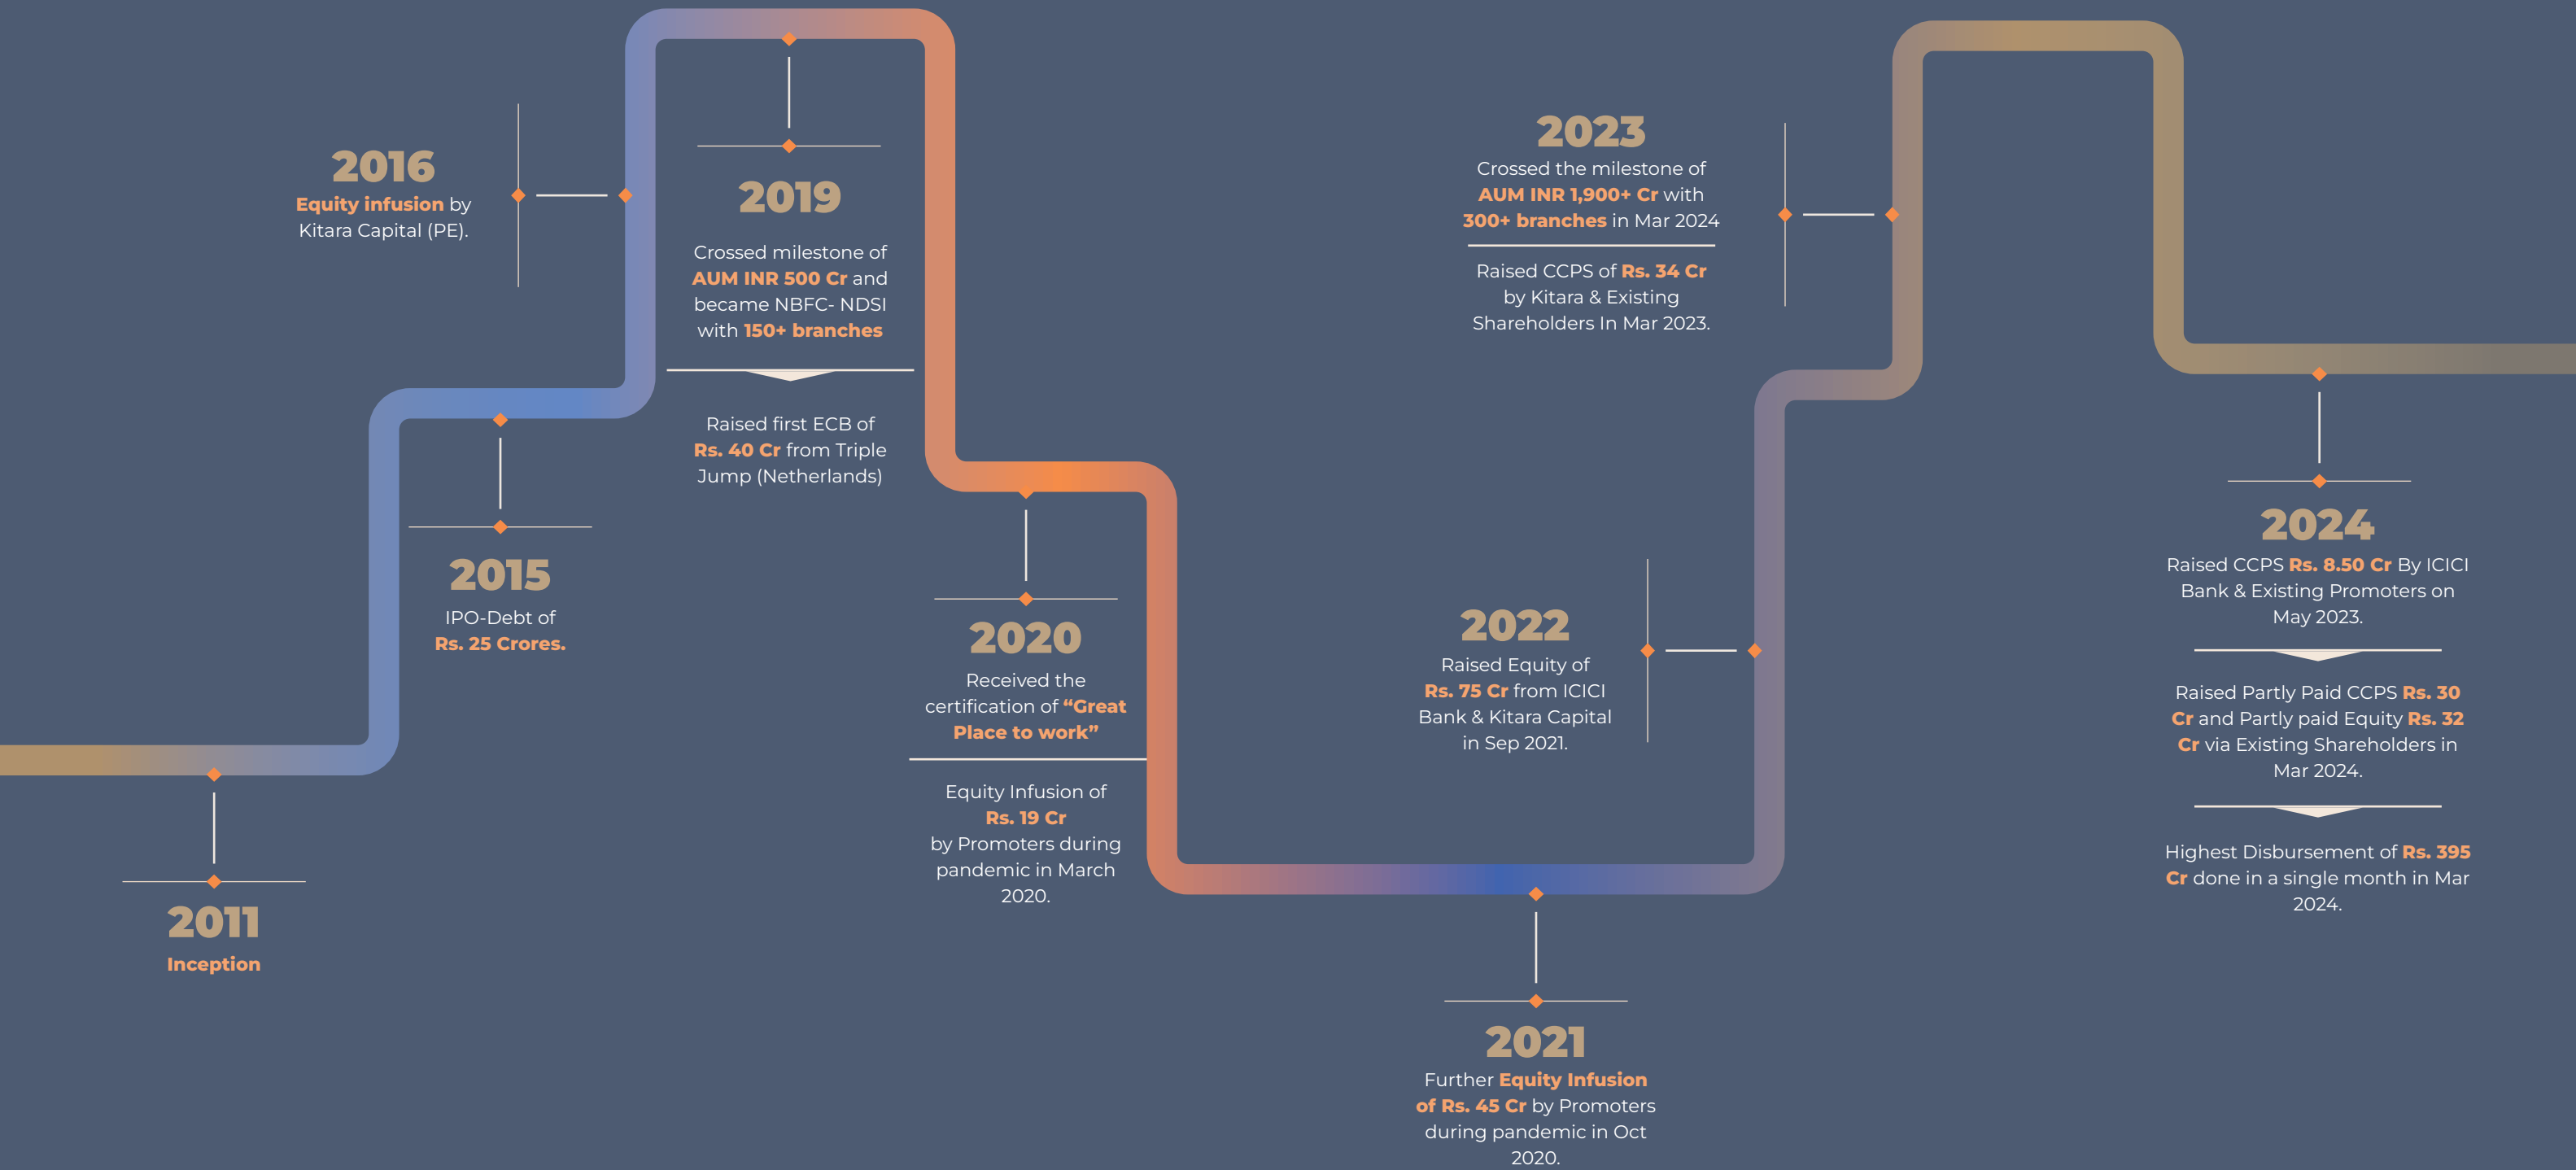 2011
Inception
2015
IPO-Debt of
Rs. 25 Crores.
2016
Equity infusion by
Kitara Capital (PE).
2019
Crossed milestone of
AUM INR 500 Cr and
became NBFC- NDSI
with 150+ branches
Raised first ECB of
Rs. 40 Cr from Triple
Jump (Netherlands)
2020
Received the
certification of “Great
Place to work”
Equity Infusion of
Rs. 19 Cr
by Promoters during
pandemic in March
2020.
2021
Further Equity Infusion
of Rs. 45 Cr by Promoters
during pandemic in Oct
2020.
2022
Raised Equity of
Rs. 75 Cr from ICICI
Bank & Kitara Capital
in Sep 2021.
2023
Crossed the milestone of
AUM INR 1,900+ Cr with
300+ branches in Mar 2024
Raised CCPS of Rs. 34 Cr
by Kitara & Existing
Shareholders In Mar 2023.
2024
Raised CCPS Rs. 8.50 Cr By ICICI
Bank & Existing Promoters on
May 2023.
Raised Partly Paid CCPS Rs. 30
Cr and Partly paid Equity Rs. 32
Cr via Existing Shareholders in
Mar 2024.
Highest Disbursement of Rs. 395
Cr done in a single month in Mar
2024.